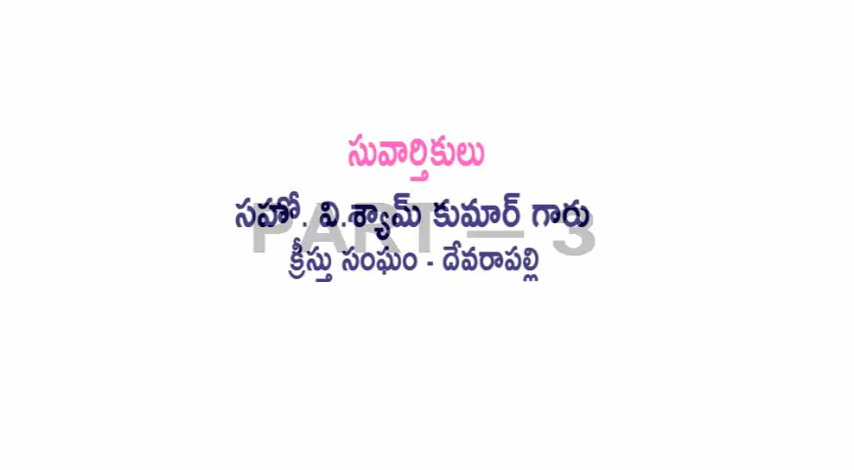 సువార్తికులు
సహో. వి.శ్యామ్ కుమార్ గారు
PART – 3
క్రీస్తు సంఘం - దేవరాపల్లి